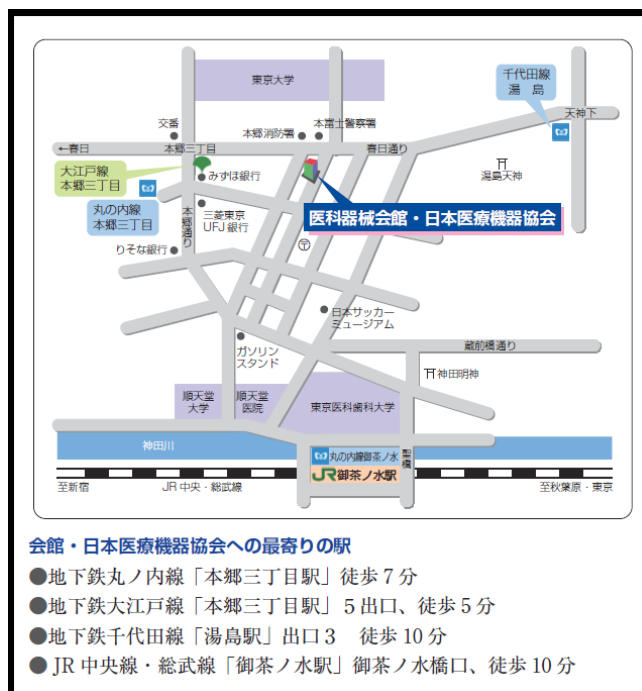 東京大学
千代田線
湯 島
天神下
交番
本郷消防署
本富士警察署
←春日
本郷三丁目
春日通り
大江戸線
本郷三丁目
みずほ銀行
湯島天神
丸の内線
本郷三丁目
本郷通り
三菱東京
UFJ銀行
医科器械会館・日本医療機器協会
りそな銀行
〒
日本サッカー
ミュージアム
ガソリン
スタンド
蔵前橋通り
神田明神
順天堂
大学
順天堂
医院
東京医科歯科大学
神田川
丸の内線御茶ノ水
聖橋
JR御茶ノ水駅
至新宿
JR中央・総武線
至秋葉原・東京
会館・日本医療機器協会への最寄りの駅
●地下鉄丸ノ内線「本郷三丁目駅」徒歩7分
●地下鉄大江戸線「本郷三丁目駅」5出口、徒歩5分
●地下鉄千代田線「湯島駅」出口3 徒歩10分
●JR中央線・総武線「御茶ノ水駅」御茶ノ水橋口、徒歩10分